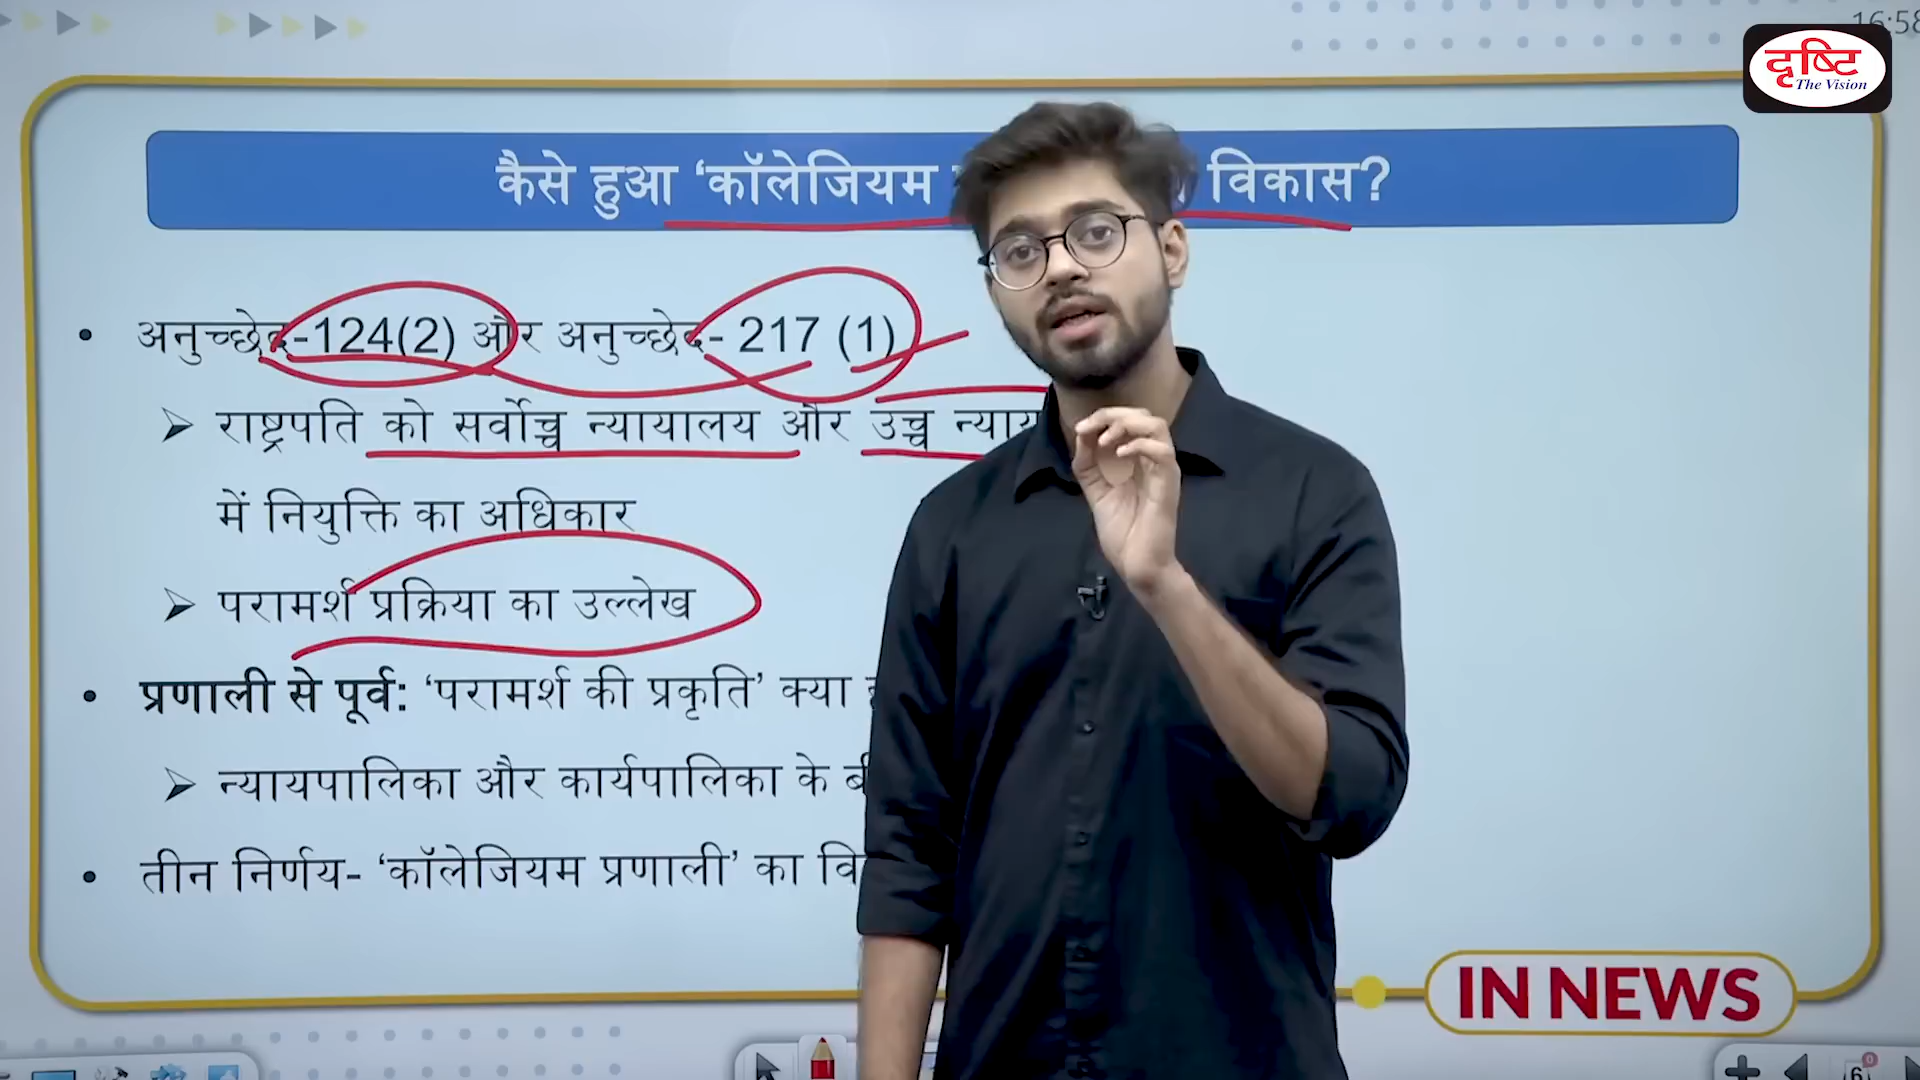 16:58
दृष्टि
The Vision
कैसे हुआ ‘कॉलेजियम विकास?
अनुच्छेद-124(2) और अनुच्छेद- 217 (1)
राष्ट्रपति को सर्वोच्च न्यायालय और उच्च
में नियुक्ति का अधिकार
परामर्श प्रक्रिया का उल्लेख
प्रणाली से पूर्व: ‘परामर्श की प्रकृति’ क्या
न्यायपालिका और कार्यपालिका के
तीन निर्णय- ‘कॉलेजियम प्रणाली’ का
IN NEWS